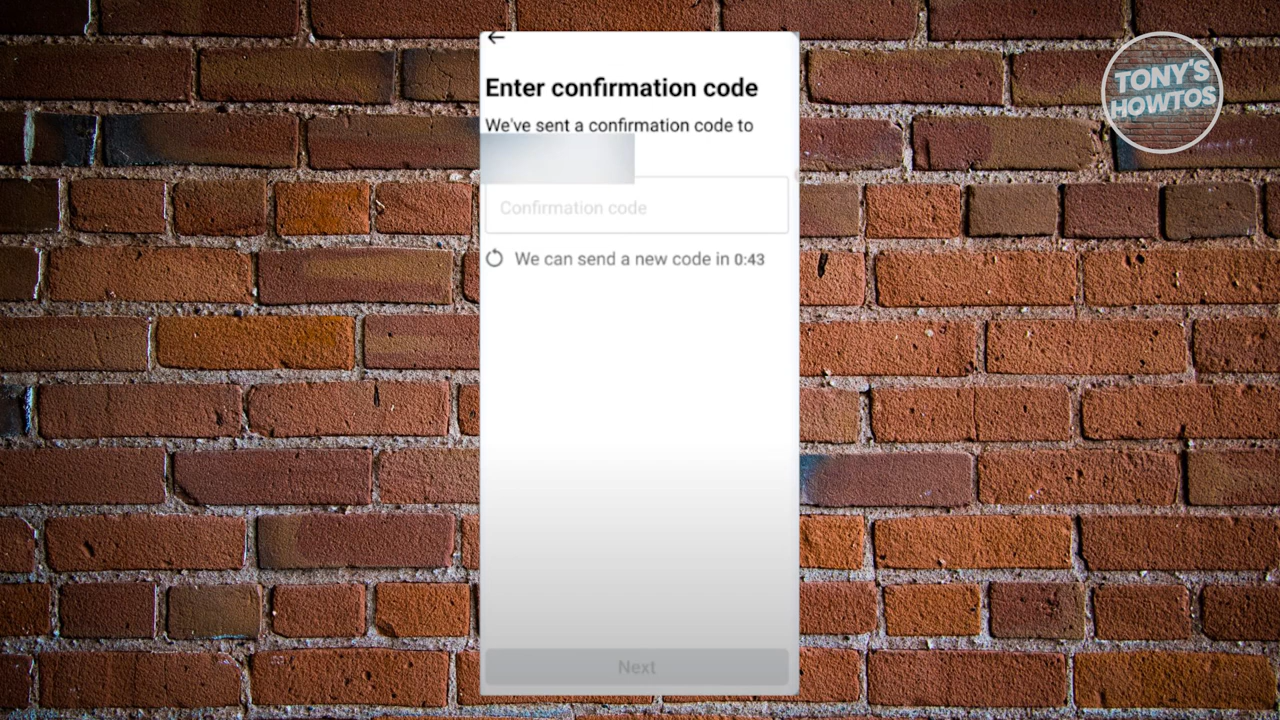 Enter confirmation code
We've sent a confirmation code to
Confirmation code
We can send a new code in 0:43
Next
TONY'S
HOWTOS